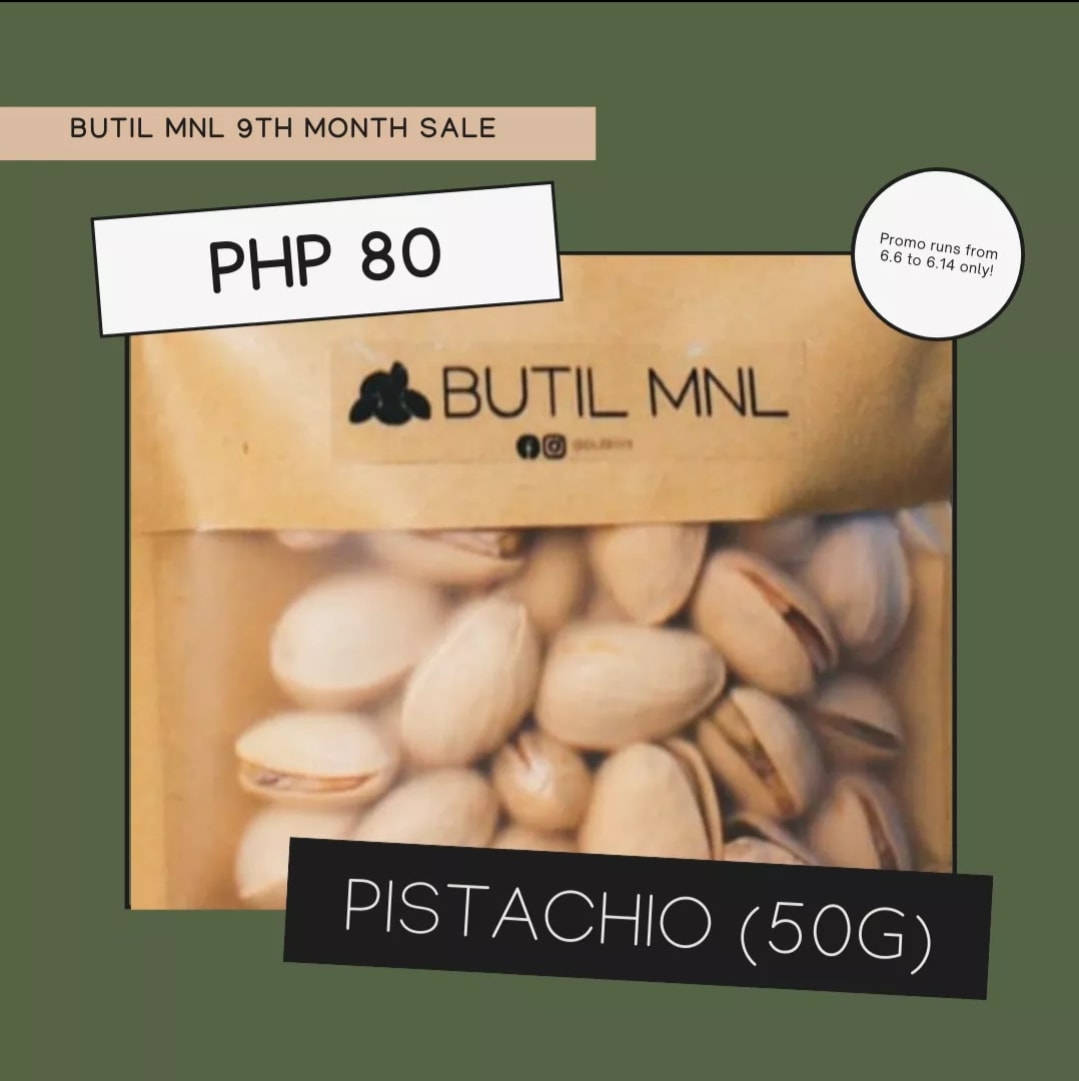 BUTIL MNL 9TH MONTH SALE
PHP 80
Promo runs from
6.6 to 6.14 only!
BUTIL MNL
PISTACHIO (50G)